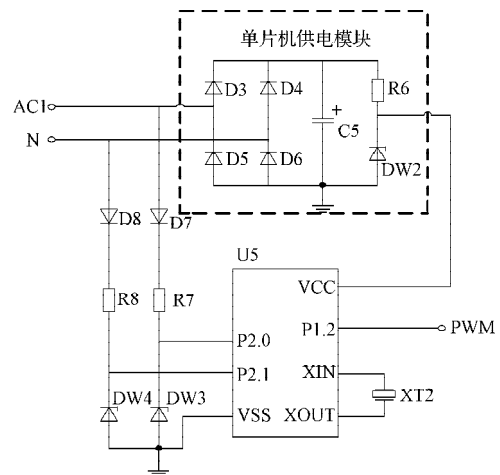 单片机供电模块
D3
D4
R6
AC1
C5
+
N
D5
D6
DW2
D8
D7
U5
VCC
R8
R7
P2.0
P1.2
PWM
P2.1
XIN
XT2
DW4
DW3
VSS
XOUT